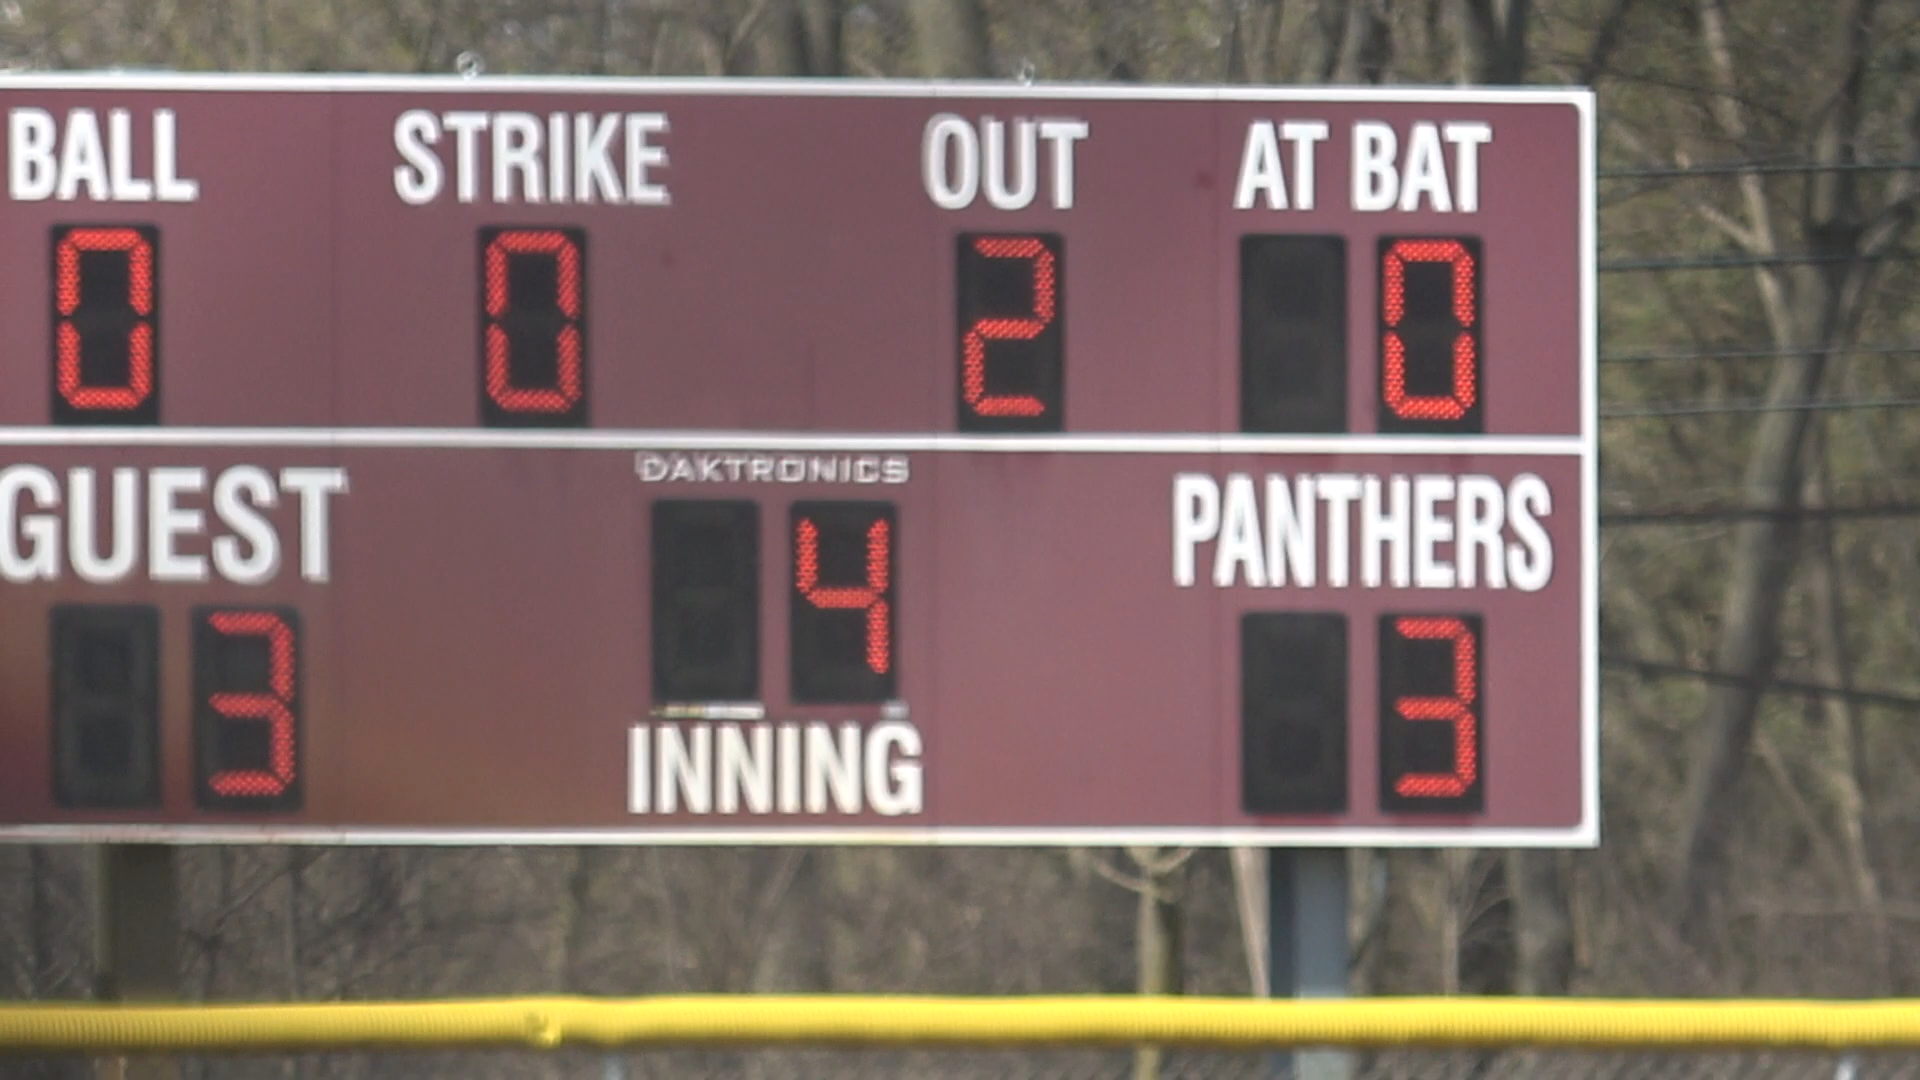 BALL STRIKE OUT AT BAT
0 0 2 0
DAKTRONICS
GUEST 4 PANTHERS
3 INNING 3